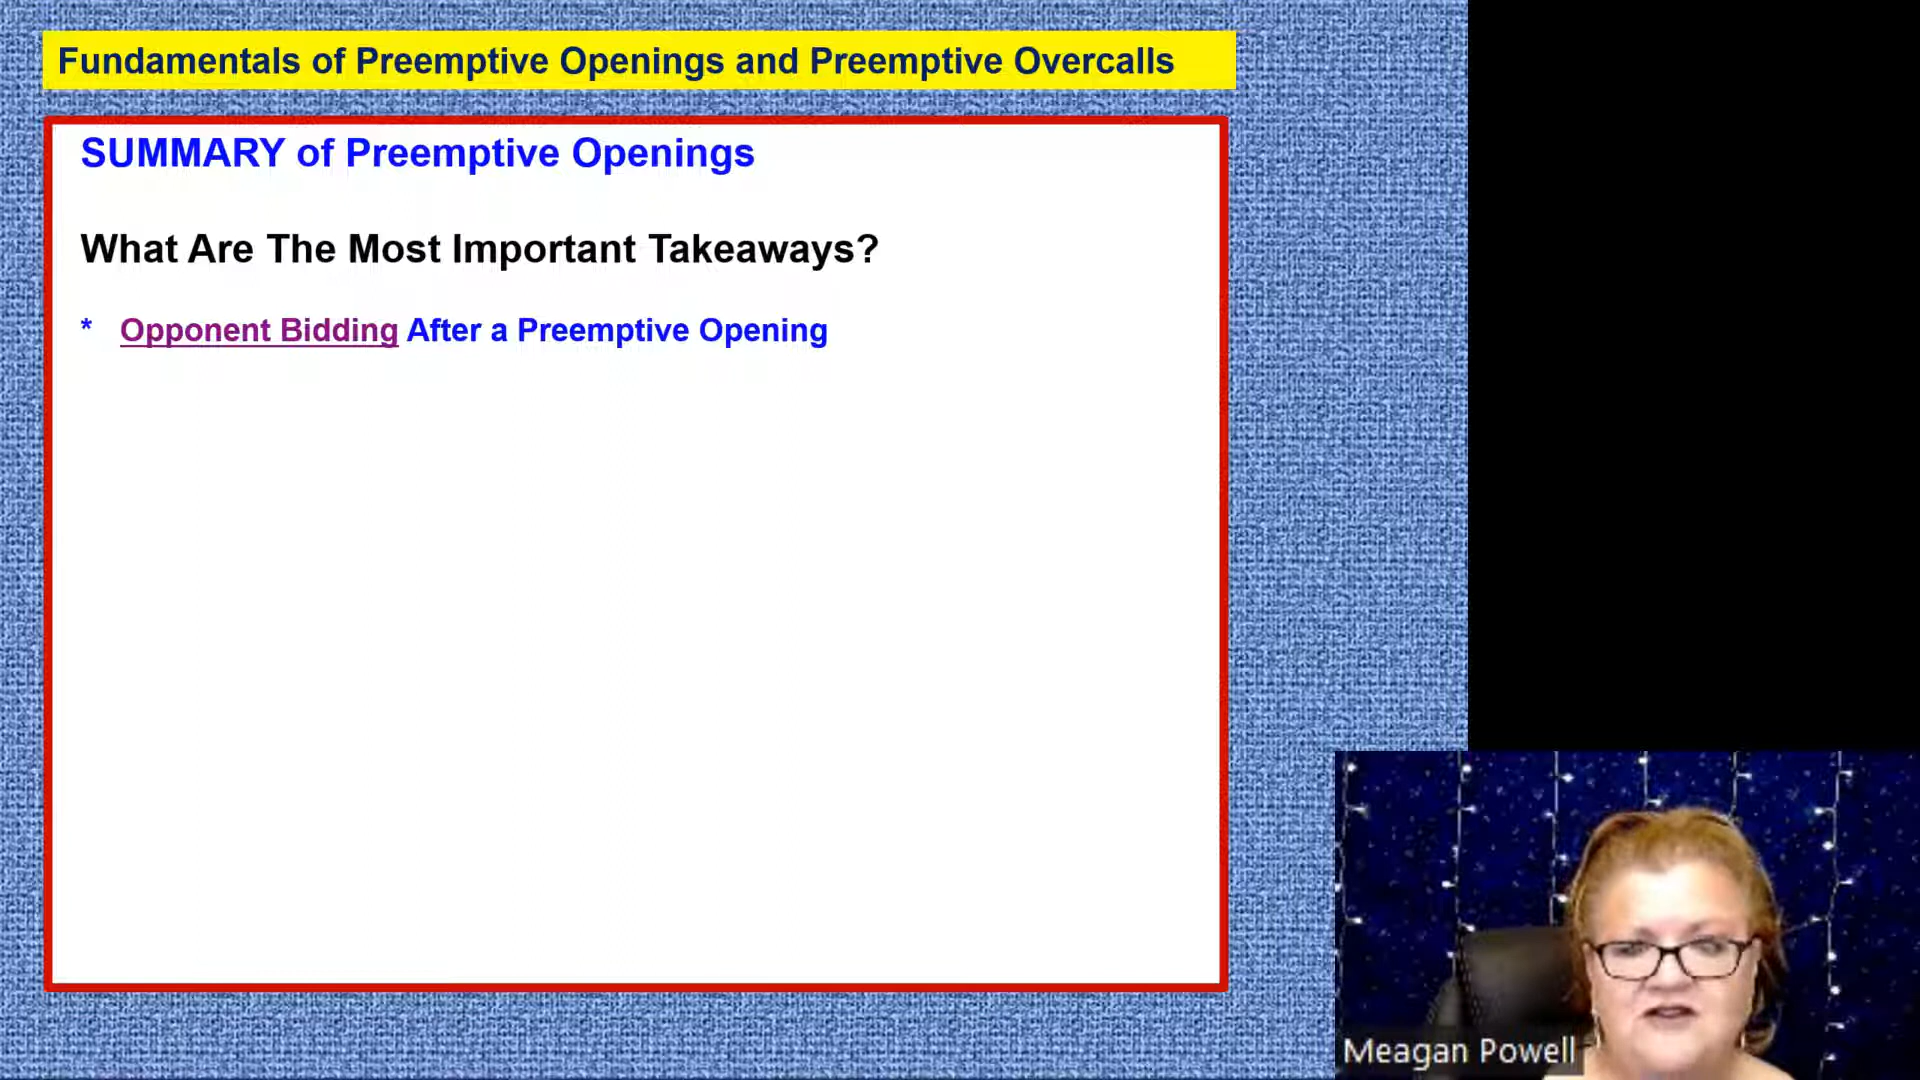 Fundamentals of Preemptive Openings and Preemptive Overcalls
SUMMARY of Preemptive Openings
What Are The Most Important Takeaways?
* Opponent Bidding After a Preemptive Opening
Meagan Powell